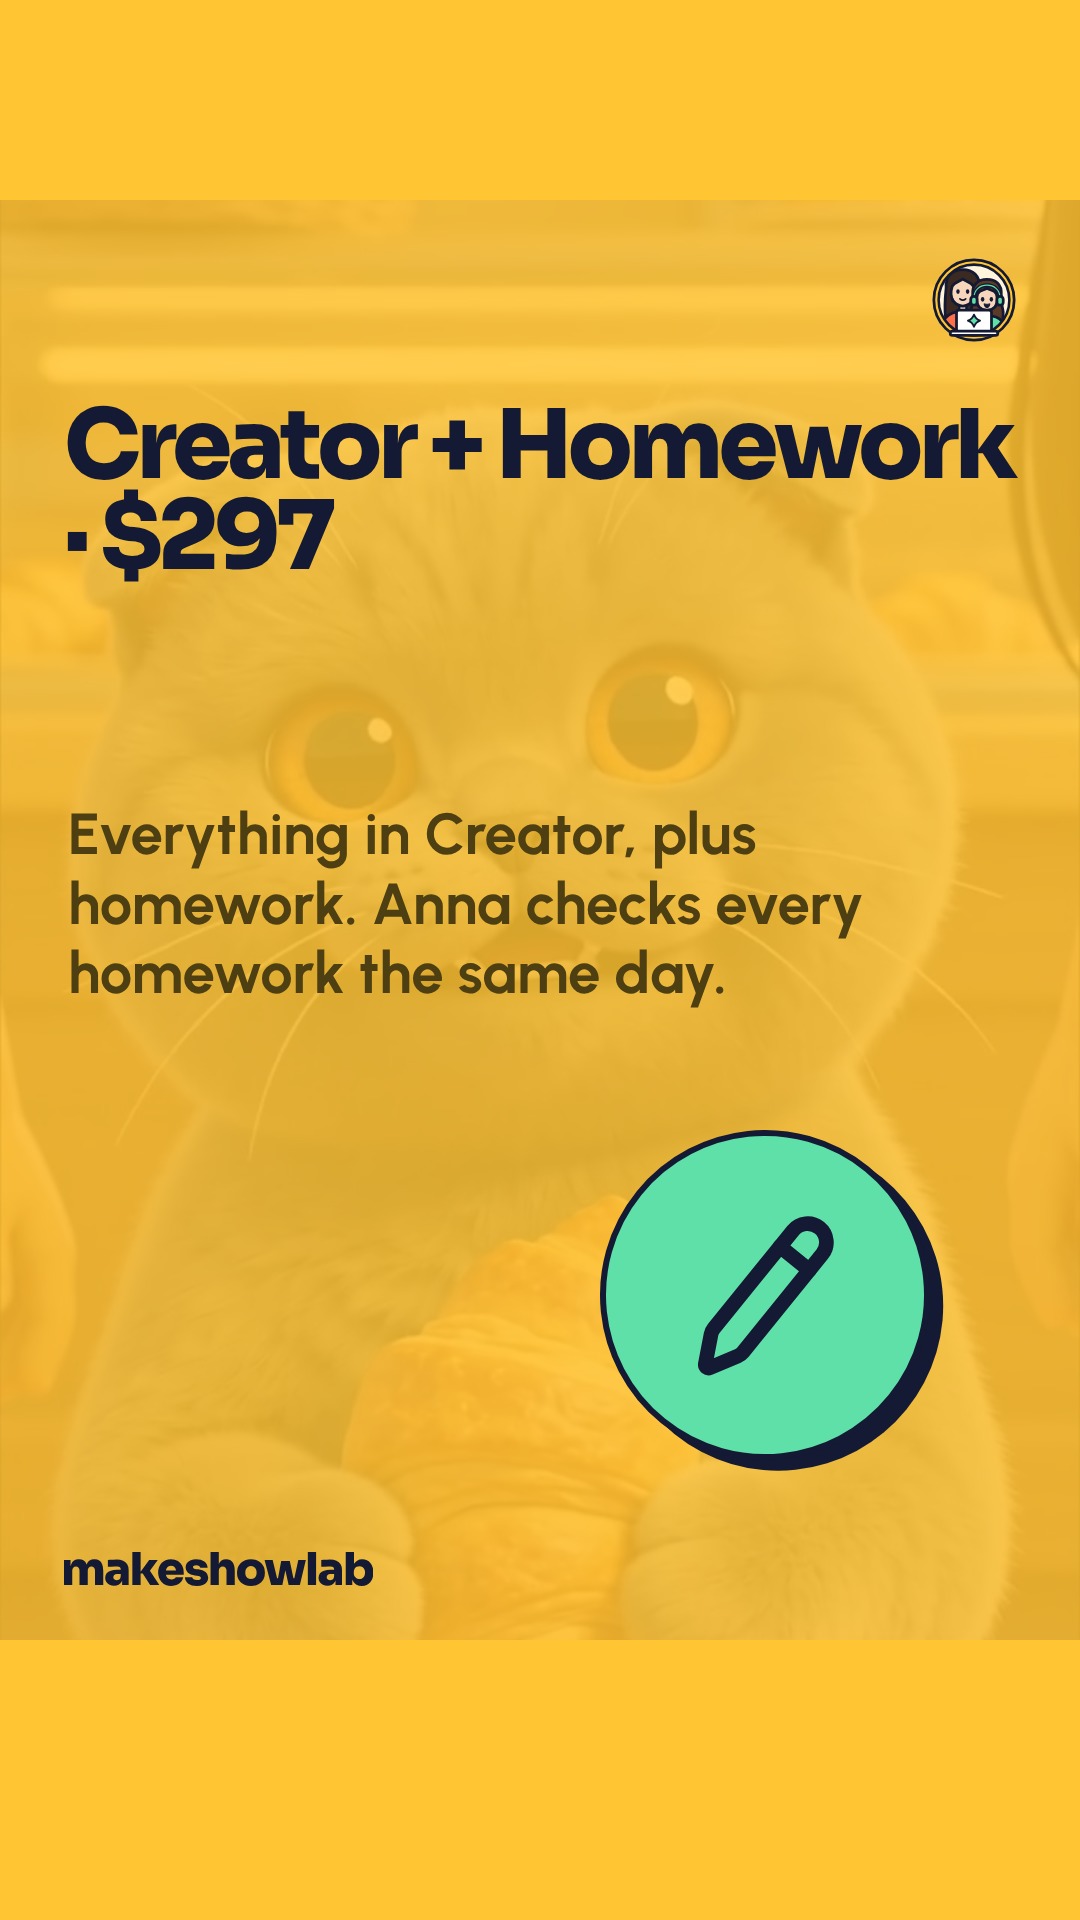 Creator + Homework
· $297
Everything in Creator, plus
homework. Anna checks every
homework the same day.
makeshowlab